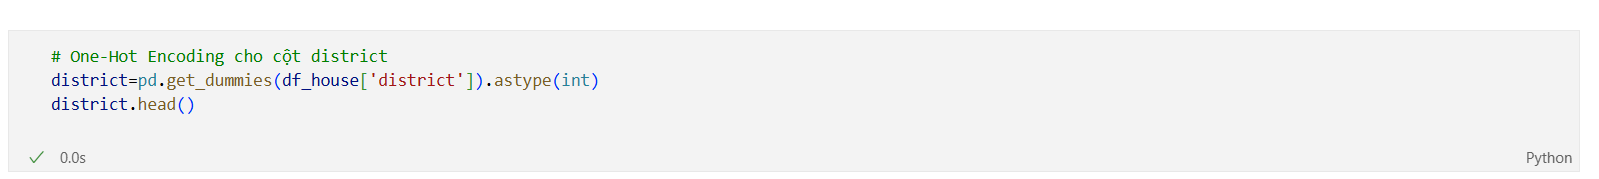 # One-Hot Encoding cho cột district
district=pd.get_dummies(df_house['district']).astype(int)
district.head()
0.0s
Python